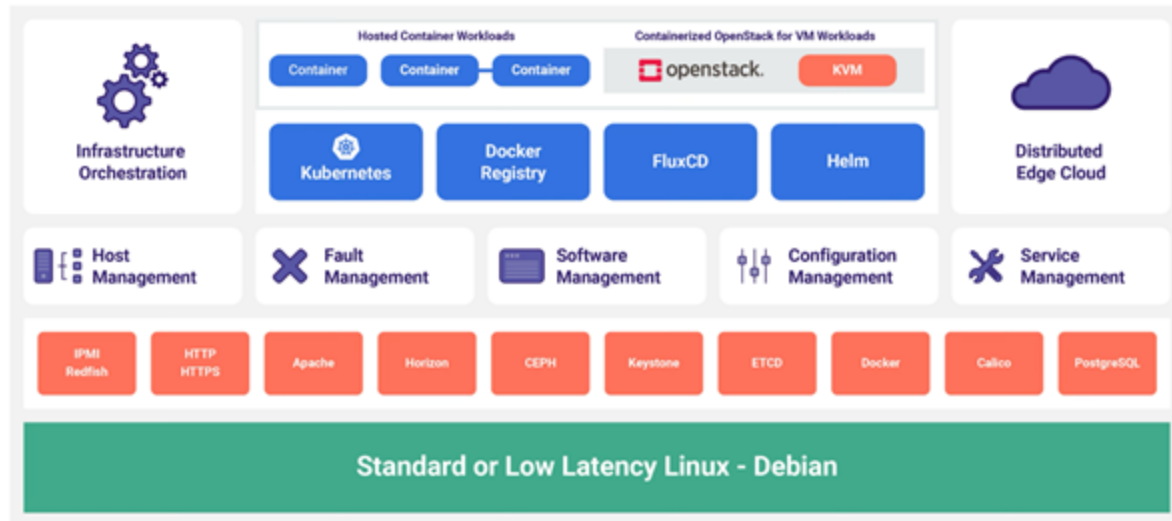 Hosted Container Workloads
Containerized OpenStack for VM Workloads
Container
Container
Container
openstack.
KVM
Infrastructure
Orchestration
Kubernetes
Docker
Registry
FluxCD
Helm
Distributed
Edge Cloud
Host
Management
Fault
Management
Software
Management
Configuration
Management
Service
Management
IPMI
Redfish
HTTP
HTTPS
Apache
Horizon
CEPH
Keystone
ETCD
Docker
Calico
PostgreSQL
Standard or Low Latency Linux - Debian